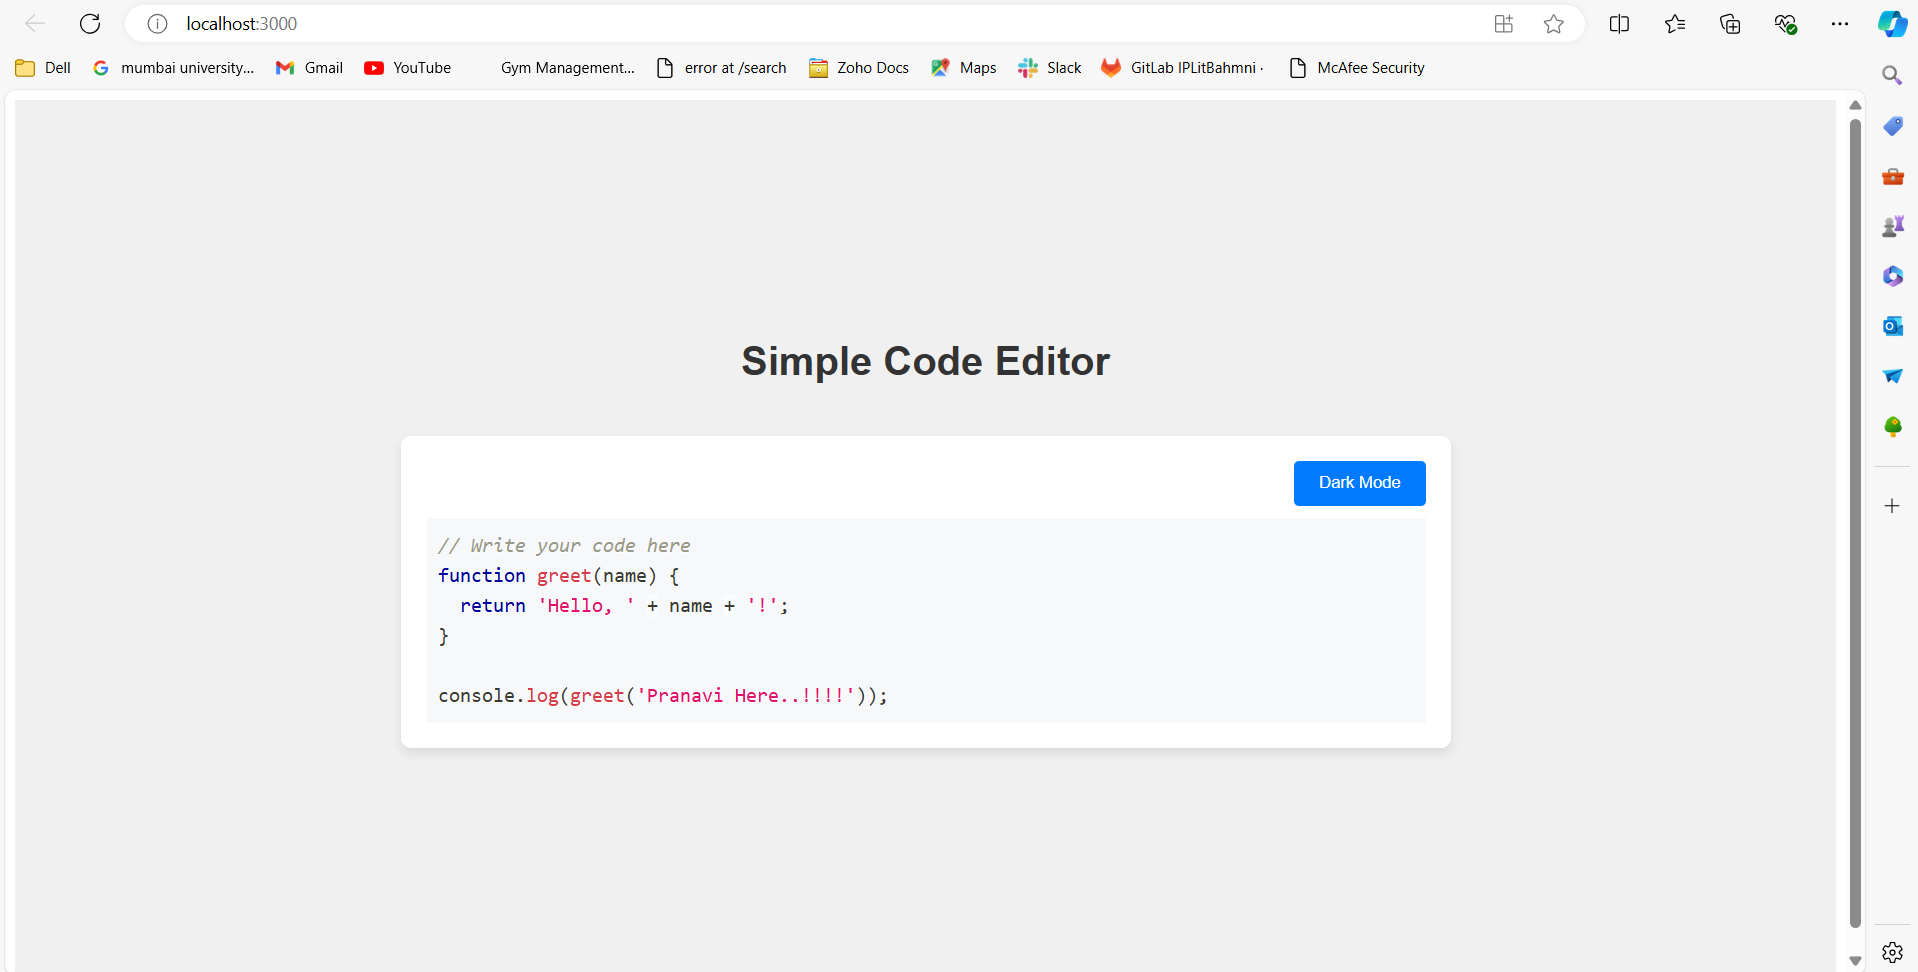 localhost:3000
Dell mumbai university... Gmail YouTube Gym Management... error at /search Zoho Docs Maps Slack GitLab IPLitBahmni · McAfee Security
Simple Code Editor
Dark Mode
// Write your code here
function greet(name) {
  return 'Hello, ' + name + '!';
}
console.log(greet('Pranavi Here..!!!!'));